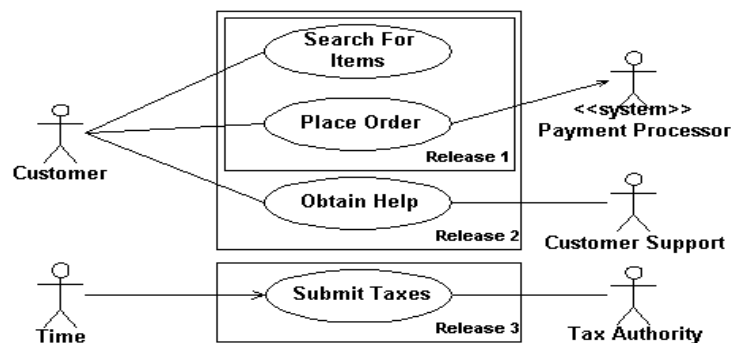 Search For
Items
<<system>>
Place Order
Payment Processor
Release 1
Customer
Obtain Help
Release 2
Customer Support
Submit Taxes
Release 3
Time
Tax Authority